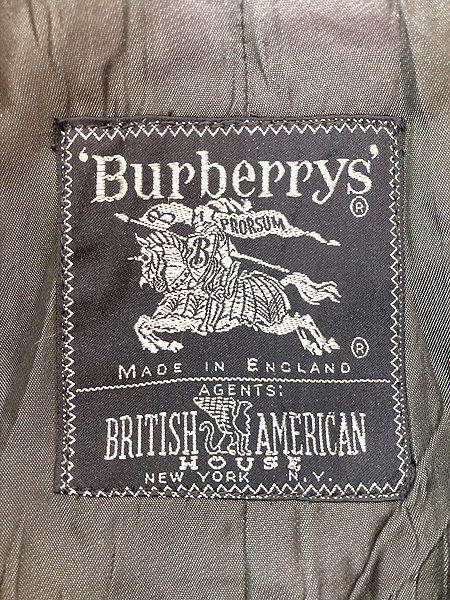 'Burberrys'
®
PRORSUM
B
®
MADE IN ENGLAND
AGENTS:
BRITISH AMERICAN
HOUSE
NEW YORK N.Y.